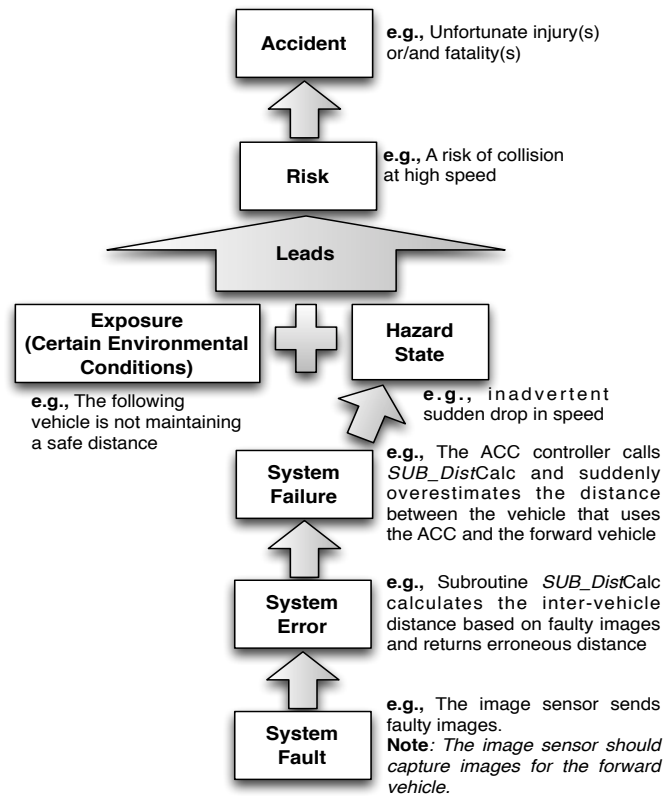 Accident
e.g., Unfortunate injury(s)
or/and fatality(s)
Risk
e.g., A risk of collision
at high speed
Leads
Exposure
(Certain Environmental
Conditions)
Hazard
State
e.g., The following
vehicle is not maintaining
a safe distance
e.g., inadvertent
sudden drop in speed
System
Failure
e.g., The ACC controller calls
SUB_DistCalc and suddenly
overestimates the distance
between the vehicle that uses
the ACC and the forward vehicle
System
Error
e.g., Subroutine SUB_DistCalc
calculates the inter-vehicle
distance based on faulty images
and returns erroneous distance
System
Fault
e.g., The image sensor sends
faulty images.
Note: The image sensor should
capture images for the forward
vehicle.